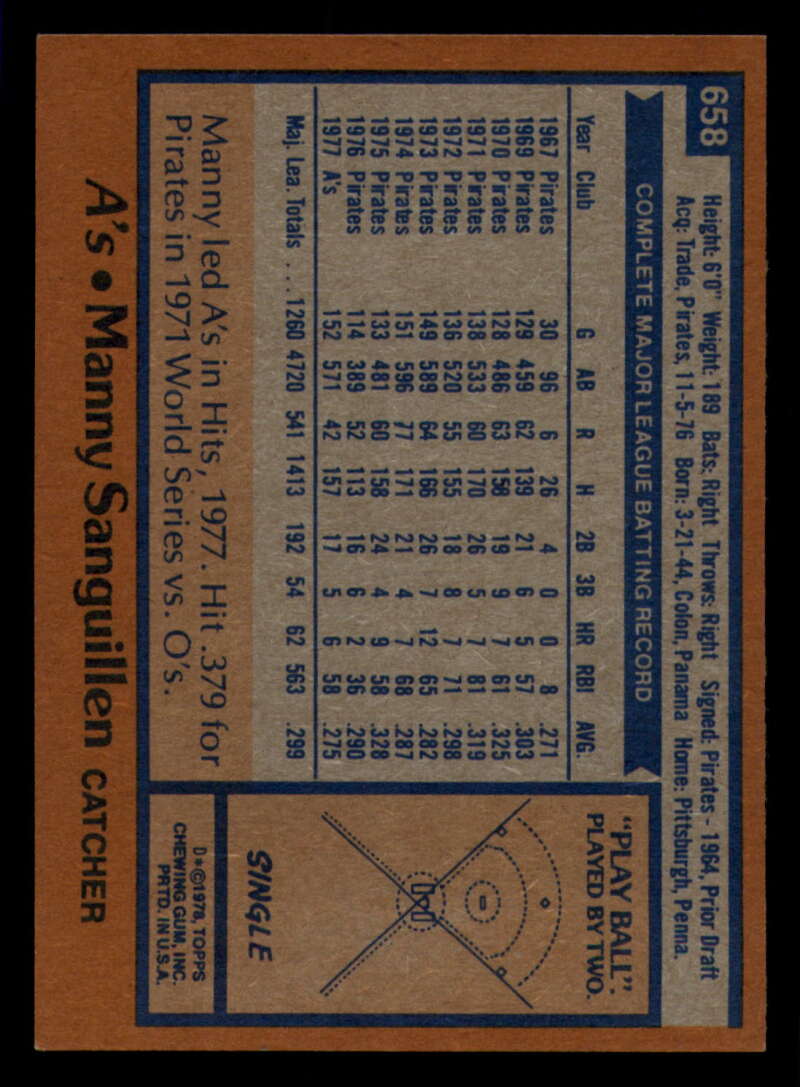 658
Height: 6'0" Weight: 189 Bats: Right Throws: Right Signed: Pirates - 1964, Prior Draft
Acq: Trade, Pirates, 11-5-76 Born: 3-21-44, Colon, Panama Home: Pittsburgh, Penna.
COMPLETE MAJOR LEAGUE BATTING RECORD
Year Club G AB R H 2B 3B HR RBI AVG.
1967 Pirates 30 96 6 26 4 0 0 8 .271
1969 Pirates 129 459 62 139 21 6 5 57 .303
1970 Pirates 128 486 63 158 19 9 7 61 .325
1971 Pirates 138 533 60 170 26 5 7 81 .319
1972 Pirates 136 520 55 155 18 8 7 71 .298
1973 Pirates 149 589 64 166 26 7 12 65 .282
1974 Pirates 151 596 77 171 21 4 7 68 .287
1975 Pirates 133 481 60 158 24 4 9 58 .328
1976 Pirates 114 389 52 113 16 6 2 36 .290
1977 A's 152 571 42 157 17 5 6 58 .275
Maj. Lea. Totals ... 1260 4720 541 1413 192 54 62 563 .299
Manny led A's in Hits, 1977. Hit .379 for
Pirates in 1971 World Series vs. O's.
"PLAY BALL".
PLAYED BY TWO.
SINGLE
D*©1978, TOPPS
CHEWING GUM, INC.
PRTD. IN U.S.A.
A's • Manny Sanguillen CATCHER